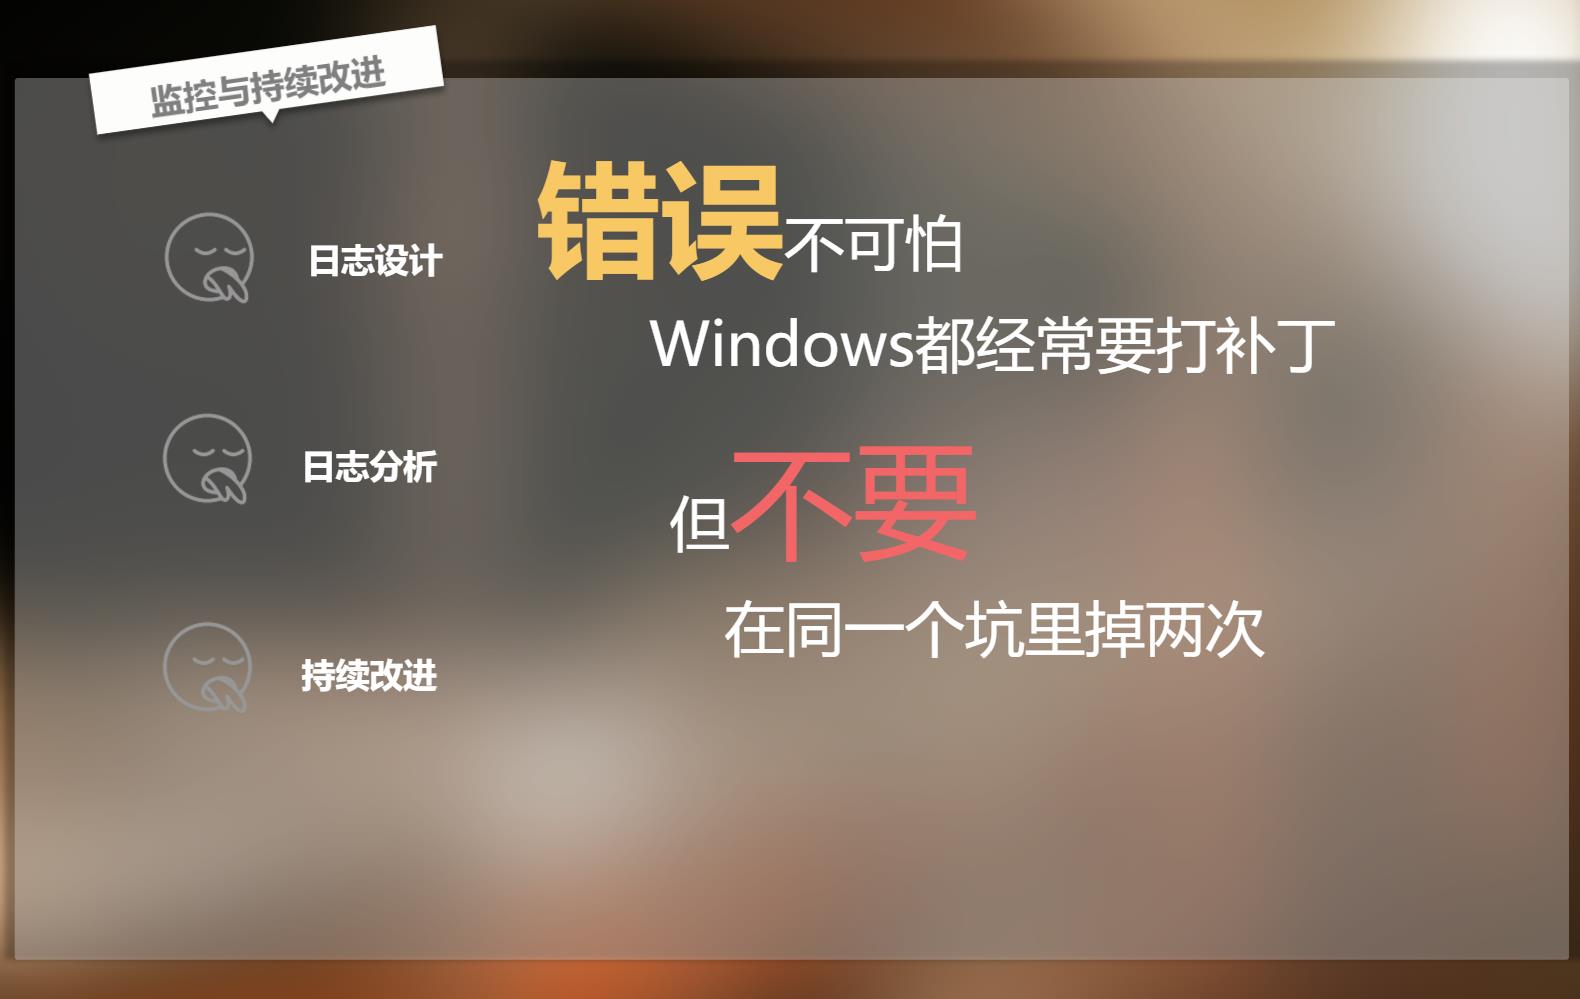 监控与持续改进
日志设计
日志分析
持续改进
错误不可怕
Windows都经常要打补丁
但不要
在同一个坑里掉两次